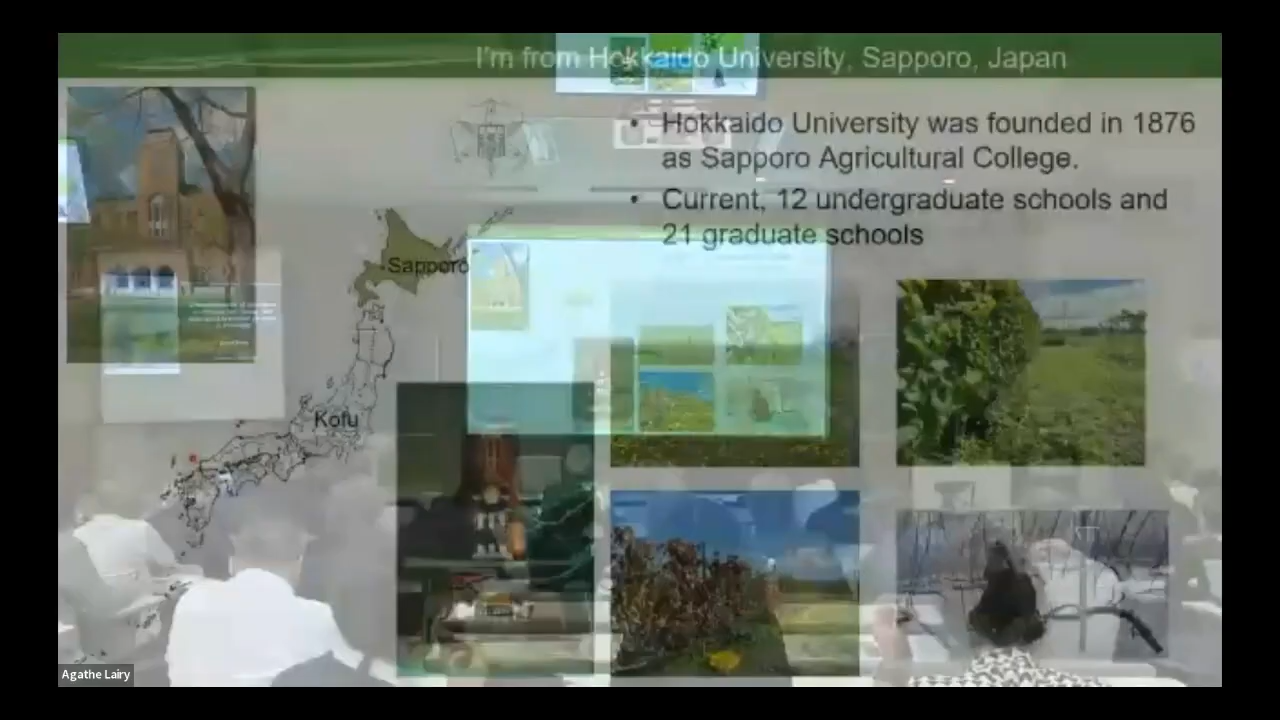 I'm from Hokkaido University, Sapporo, Japan
• Hokkaido University was founded in 1876
as Sapporo Agricultural College.
• Current, 12 undergraduate schools and
21 graduate schools
Sapporo
Kofu
Agathe Lairy